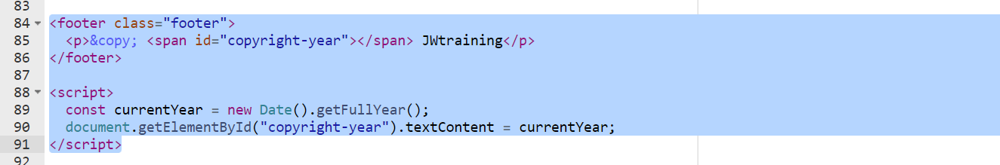 83
84 <footer class="footer">
85   <p>&copy; <span id="copyright-year"></span> JWtraining</p>
86 </footer>
87
88 <script>
89   const currentYear = new Date().getFullYear();
90   document.getElementById("copyright-year").textContent = currentYear;
91 </script>
92